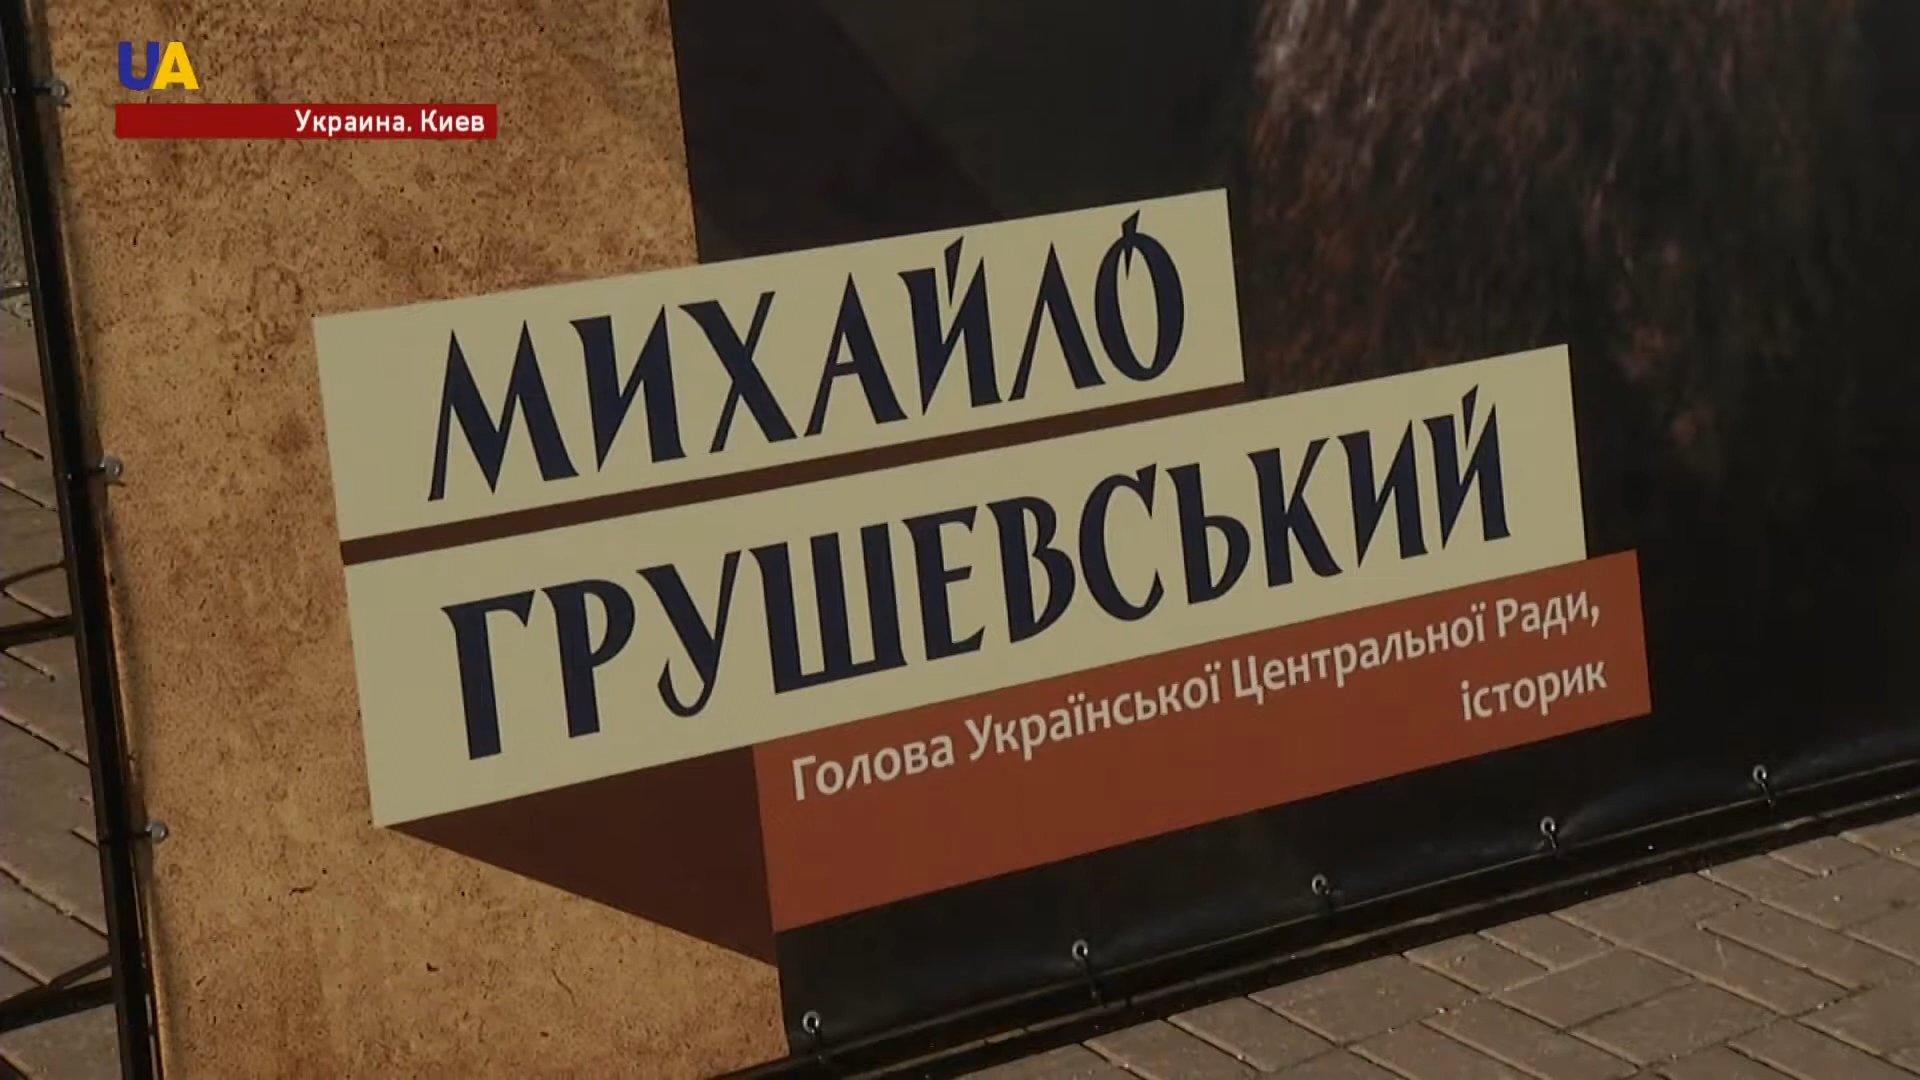 UA
Украина. Киев
МИХАЙЛО
ГРУШЕВСЬКИЙ
Голова Української Центральної Ради,
історик